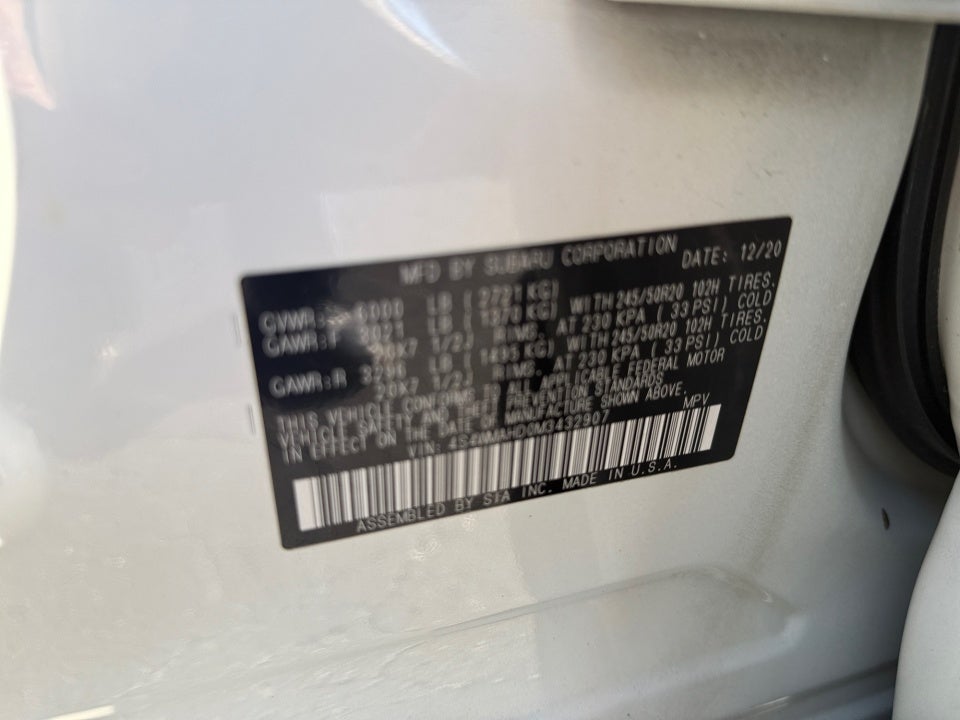 MFD BY SUBARU CORPORATION DATE: 12/20
GVWR: 6000 LB ( 2721 KG)
GAWR:F 3021 LB ( 1370 KG) WITH 245/50R20 102H TIRES.
20X7 1/2J RIMS. AT 230 KPA ( 33 PSI) COLD
GAWR:R LB ( KG) WITH 245/50R20 102H TIRES.
20X7 1/2J RIMS. AT 230 KPA ( 33 PSI) COLD
THIS VEHICLE CONFORMS TO ALL APPLICABLE FEDERAL MOTOR
VEHICLE SAFETY AND THEFT PREVENTION STANDARDS
IN EFFECT ON THE DATE OF MANUFACTURE SHOWN ABOVE.
VIN: MPV
ASSEMBLED BY SIA INC. MADE IN U.S.A.